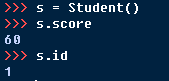 >>> s = Student()
>>> s.score
60
>>> s.id
1